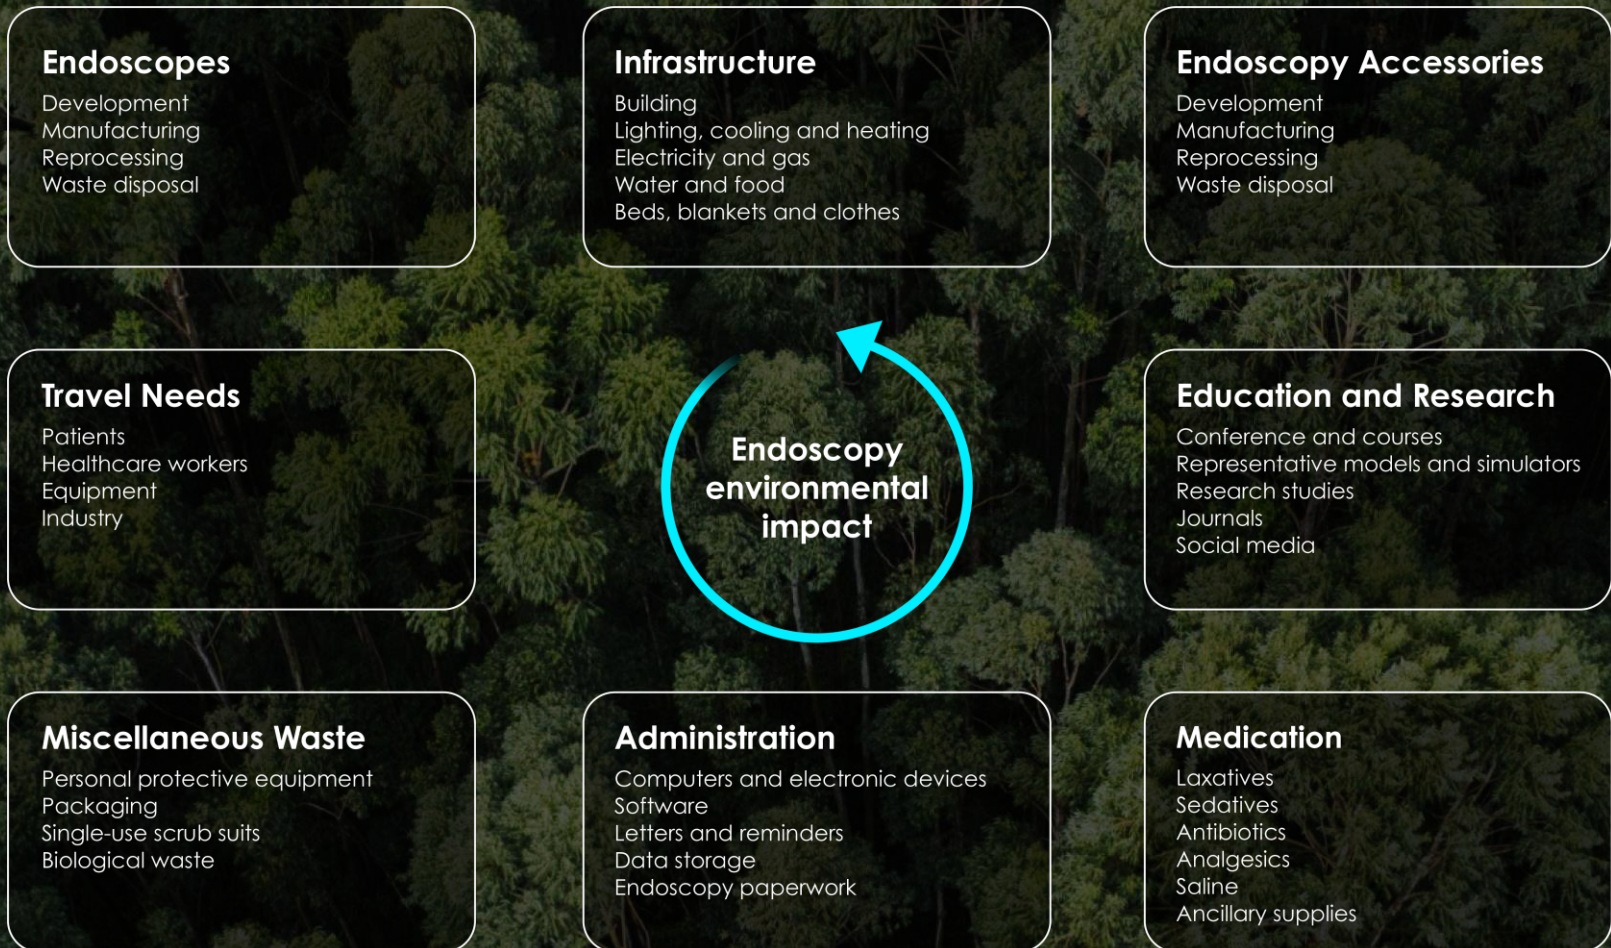 Endoscopes
Development
Manufacturing
Reprocessing
Waste disposal
Infrastructure
Building
Lighting, cooling and heating
Electricity and gas
Water and food
Beds, blankets and clothes
Endoscopy Accessories
Development
Manufacturing
Reprocessing
Waste disposal
Travel Needs
Patients
Healthcare workers
Equipment
Industry
Endoscopy
environmental
impact
Education and Research
Conference and courses
Representative models and simulators
Research studies
Journals
Social media
Miscellaneous Waste
Personal protective equipment
Packaging
Single-use scrub suits
Biological waste
Administration
Computers and electronic devices
Software
Letters and reminders
Data storage
Endoscopy paperwork
Medication
Laxatives
Sedatives
Antibiotics
Analgesics
Saline
Ancillary supplies